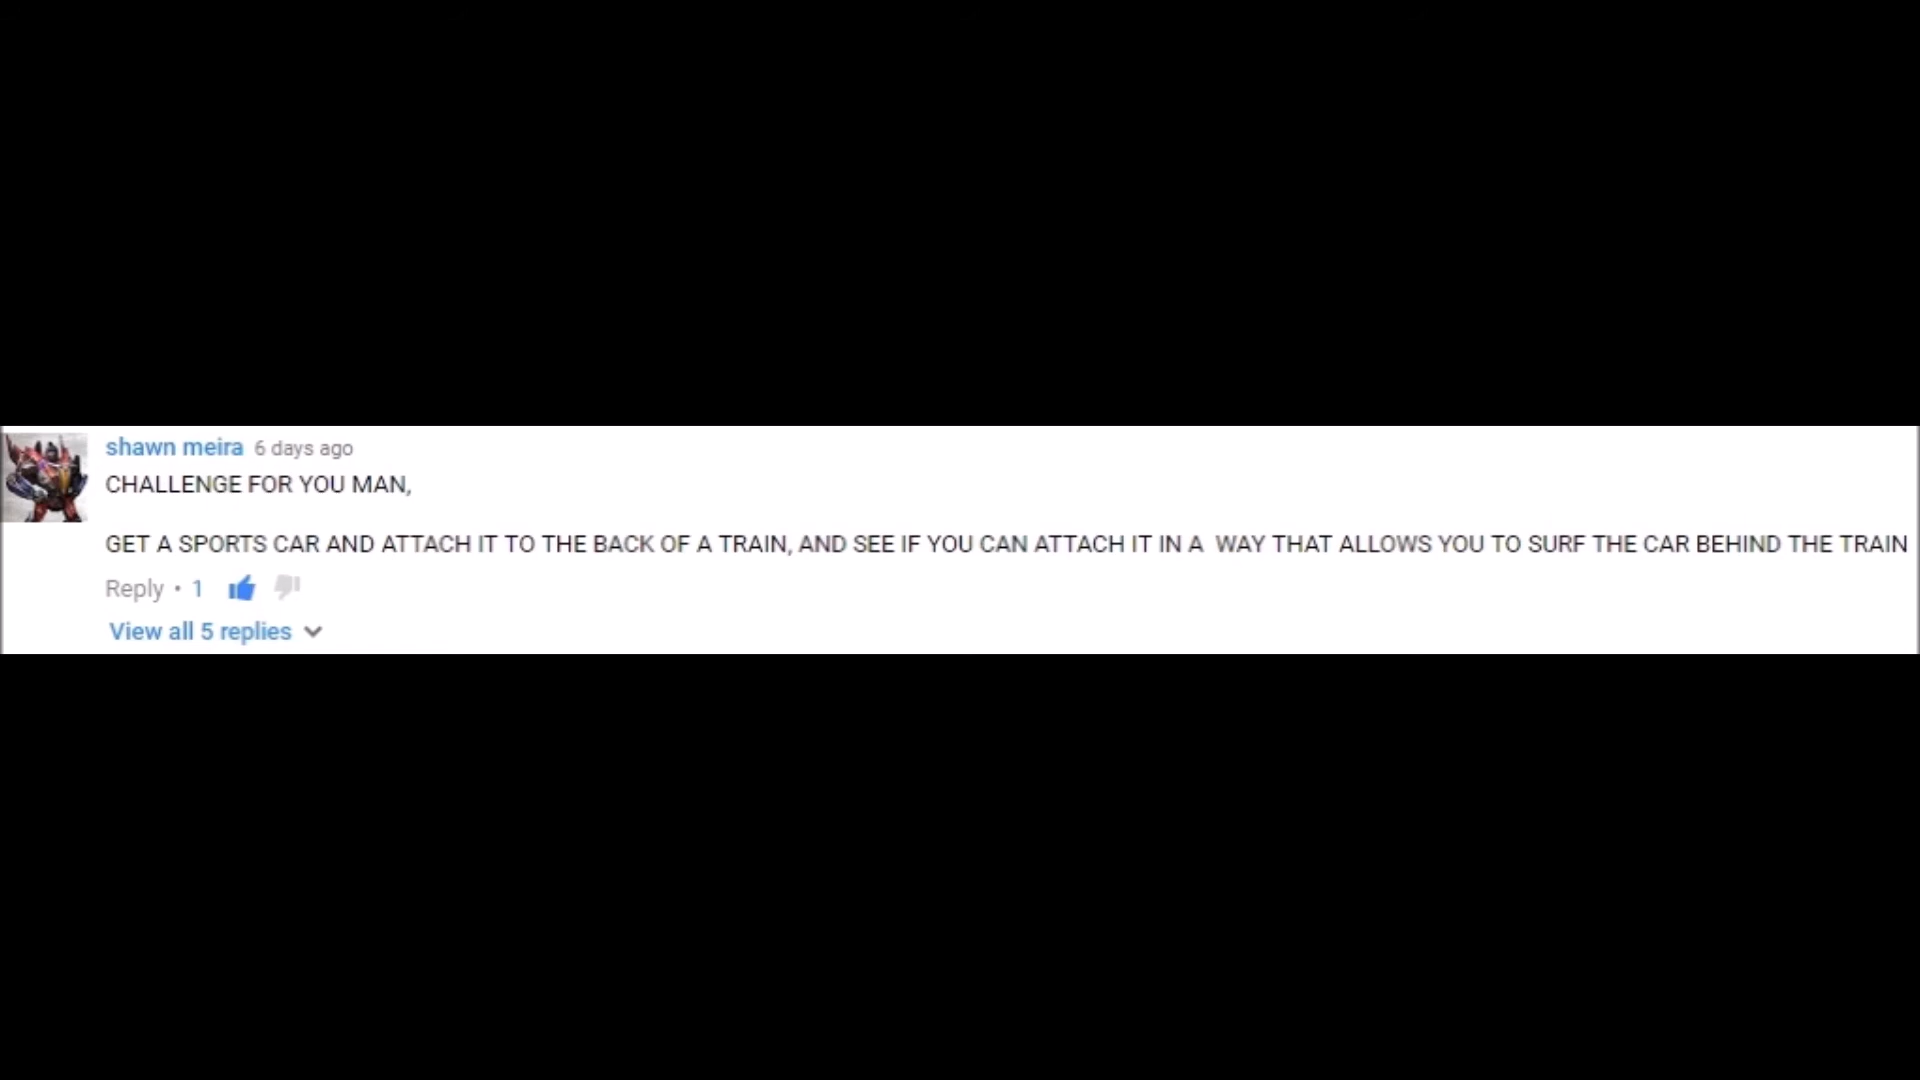 shawn meira 6 days ago
CHALLENGE FOR YOU MAN,
GET A SPORTS CAR AND ATTACH IT TO THE BACK OF A TRAIN, AND SEE IF YOU CAN ATTACH IT IN A  WAY THAT ALLOWS YOU TO SURF THE CAR BEHIND THE TRAIN
Reply • 1
View all 5 replies